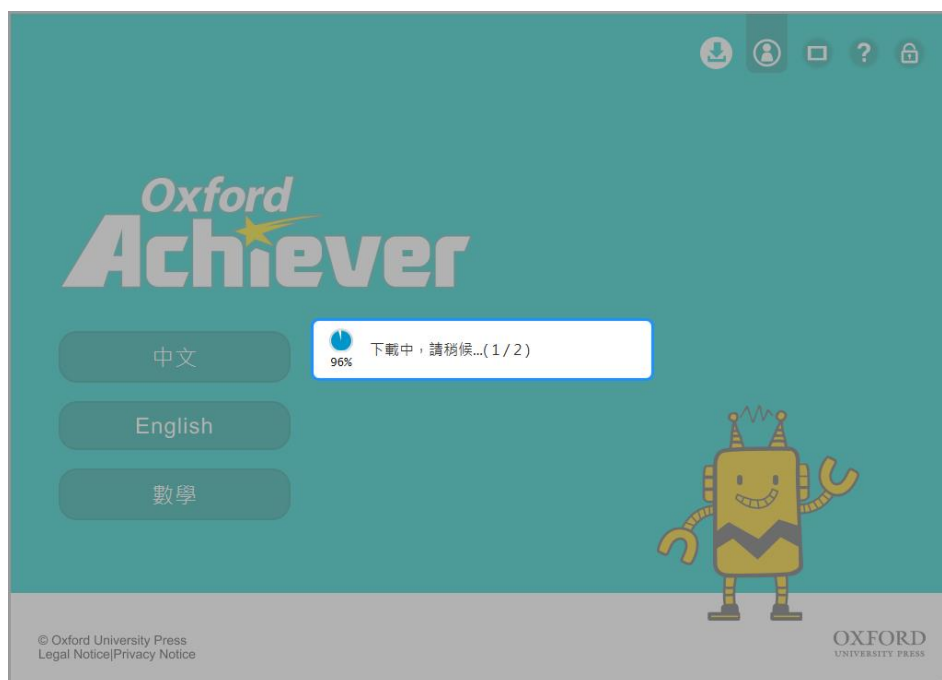 Oxford
Achiever
中文
96%
下載中，請稍候...(1/2)
English
數學
© Oxford University Press
Legal Notice|Privacy Notice
OXFORD
UNIVERSITY PRESS